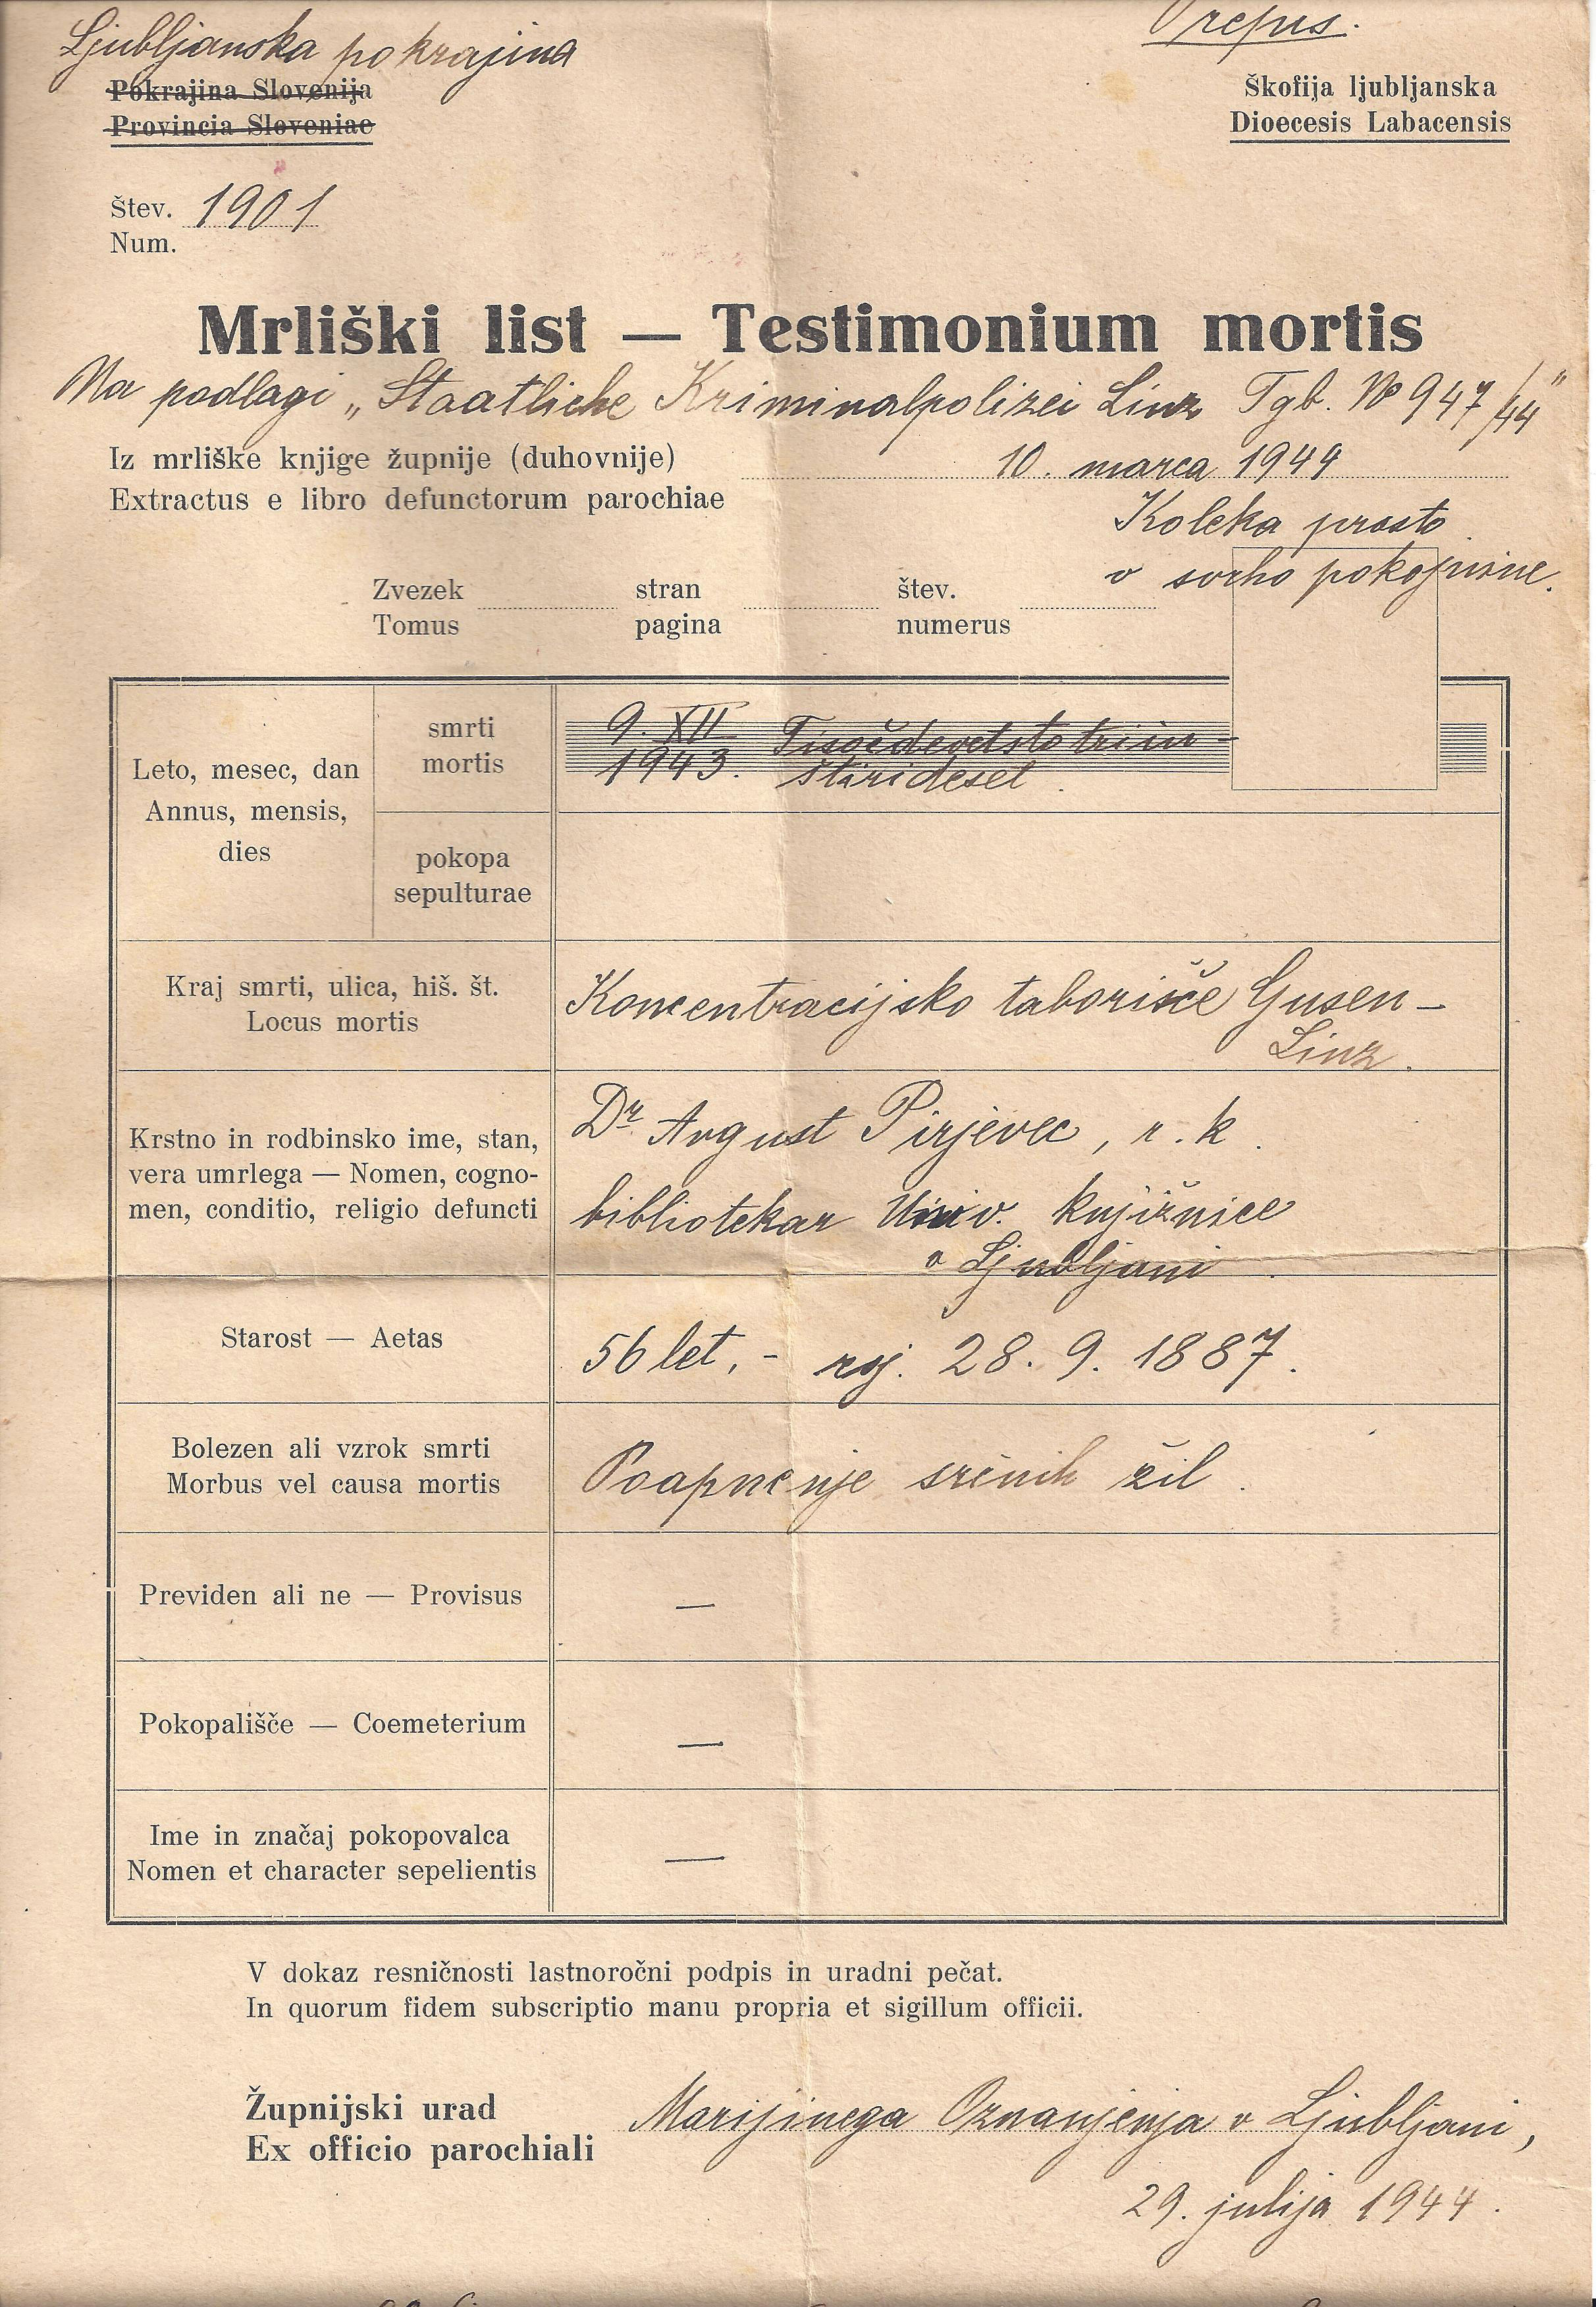 Ljubljanska pokrajina
Prepis.
Pokrajina Slovenija
Provincia Sloveniae
Škofija ljubljanska
Dioecesis Labacensis
Štev. 1901
Num.
Mrliški list — Testimonium mortis
Na podlagi „Staatliche Kriminalpolizei Linz Tgb. No 947/44"
Iz mrliške knjige župnije (duhovnije)
10. marca 1944
Extractus e libro defunctorum parochiae
Koleka prosto
v svrho pokojnine.
Zvezek stran štev.
Tomus pagina numerus
Leto, mesec, dan
Annus, mensis,
dies
smrti
mortis
9. XII Tisočdevetsto triin-
1943. štirideset.
pokopa
sepulturae
Kraj smrti, ulica, hiš. št.
Locus mortis
Koncentracijsko taborišče Gusen-
Linz.
Krstno in rodbinsko ime, stan,
vera umrlega — Nomen, cogno-
men, conditio, religio defuncti
Dr Avgust Pirjevec, r. k.
bibliotekar Univ. knjižnice
v Ljubljani.
Starost — Aetas
56 let, - roj. 28. 9. 1887.
Bolezen ali vzrok smrti
Morbus vel causa mortis
Poapnenje srčnih žil.
Previden ali ne — Provisus
—
Pokopališče — Coemeterium
—
Ime in značaj pokopovalca
Nomen et character sepelientis
—
V dokaz resničnosti lastnoročni podpis in uradni pečat.
In quorum fidem subscriptio manu propria et sigillum officii.
Župnijski urad
Ex officio parochiali
Marijinega Oznanjenja v Ljubljani,
29. julija 1944.